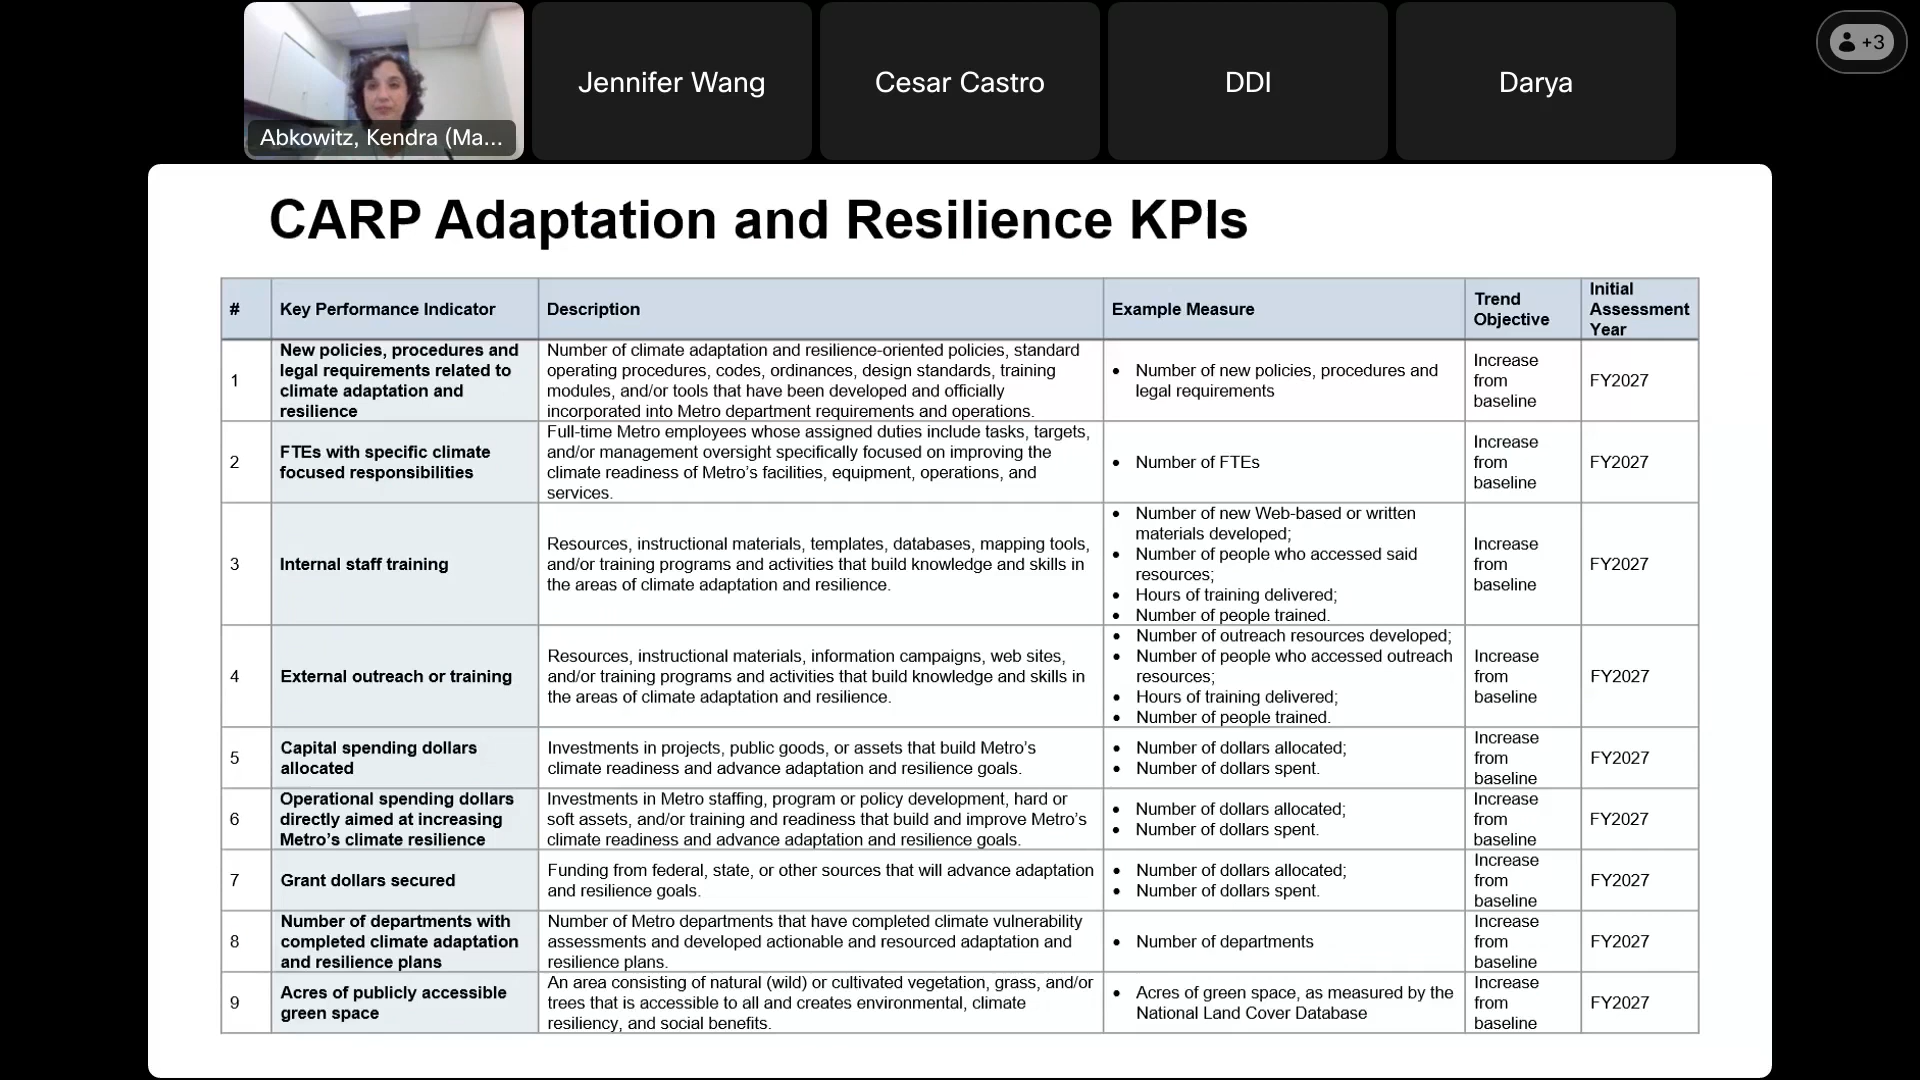 Abkowitz, Kendra (Ma...
Jennifer Wang
Cesar Castro
DDI
Darya
+3
CARP Adaptation and Resilience KPIs
#
Key Performance Indicator
Description
Example Measure
Trend
Objective
Initial
Assessment
Year
1
New policies, procedures and
legal requirements related to
climate adaptation and
resilience
Number of climate adaptation and resilience-oriented policies, standard
operating procedures, codes, ordinances, design standards, training
modules, and/or tools that have been developed and officially
incorporated into Metro department requirements and operations.
• Number of new policies, procedures and
legal requirements
Increase
from
baseline
FY2027
2
FTEs with specific climate
focused responsibilities
Full-time Metro employees whose assigned duties include tasks, targets,
and/or management oversight specifically focused on improving the
climate readiness of Metro's facilities, equipment, operations, and
services.
• Number of FTEs
Increase
from
baseline
FY2027
3
Internal staff training
Resources, instructional materials, templates, databases, mapping tools,
and/or training programs and activities that build knowledge and skills in
the areas of climate adaptation and resilience.
• Number of new Web-based or written
materials developed;
• Number of people who accessed said
resources;
• Hours of training delivered;
• Number of people trained.
Increase
from
baseline
FY2027
4
External outreach or training
Resources, instructional materials, information campaigns, web sites,
and/or training programs and activities that build knowledge and skills in
the areas of climate adaptation and resilience.
• Number of outreach resources developed;
• Number of people who accessed outreach
resources;
• Hours of training delivered;
• Number of people trained.
Increase
from
baseline
FY2027
5
Capital spending dollars
allocated
Investments in projects, public goods, or assets that build Metro's
climate readiness and advance adaptation and resilience goals.
• Number of dollars allocated;
• Number of dollars spent.
Increase
from
baseline
FY2027
6
Operational spending dollars
directly aimed at increasing
Metro's climate resilience
Investments in Metro staffing, program or policy development, hard or
soft assets, and/or training and readiness that build and improve Metro's
climate readiness and advance adaptation and resilience goals.
• Number of dollars allocated;
• Number of dollars spent.
Increase
from
baseline
FY2027
7
Grant dollars secured
Funding from federal, state, or other sources that will advance adaptation
and resilience goals.
• Number of dollars allocated;
• Number of dollars spent.
Increase
from
baseline
FY2027
8
Number of departments with
completed climate adaptation
and resilience plans
Number of Metro departments that have completed climate vulnerability
assessments and developed actionable and resourced adaptation and
resilience plans.
• Number of departments
Increase
from
baseline
FY2027
9
Acres of publicly accessible
green space
An area consisting of natural (wild) or cultivated vegetation, grass, and/or
trees that is accessible to all and creates environmental, climate
resiliency, and social benefits.
• Acres of green space, as measured by the
National Land Cover Database
Increase
from
baseline
FY2027